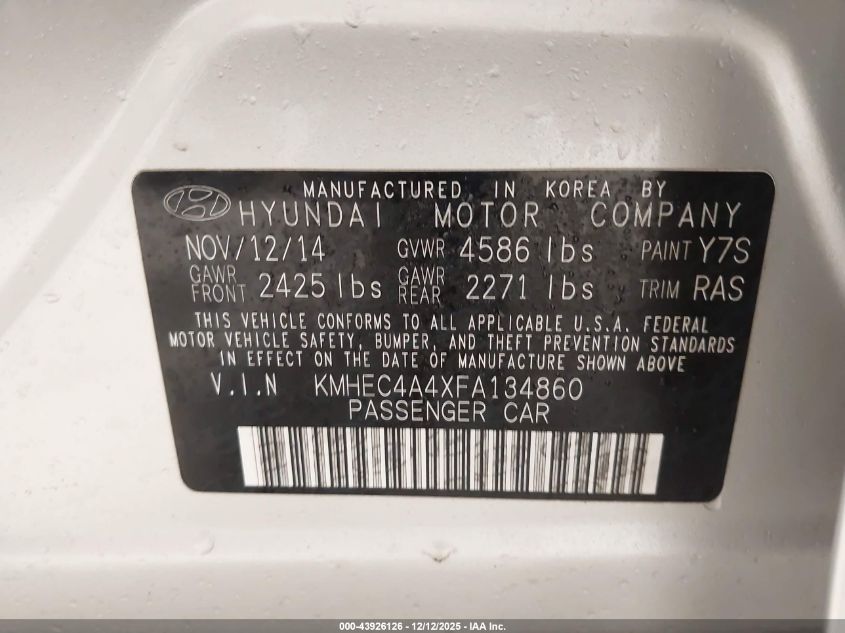 MANUFACTURED IN KOREA BY
HYUNDAI MOTOR COMPANY
NOV/12/14 GVWR 4586 lbs PAINT Y7S
GAWR FRONT 2425 lbs GAWR REAR 2271 lbs TRIM RAS
THIS VEHICLE CONFORMS TO ALL APPLICABLE U.S.A. FEDERAL
MOTOR VEHICLE SAFETY, BUMPER, AND THEFT PREVENTION STANDARDS
IN EFFECT ON THE DATE OF MANUFACTURE SHOWN ABOVE
V.I.N KMHEC4A4XFA134860
PASSENGER CAR
000-43926126 - 12/12/2025 - IAA Inc.